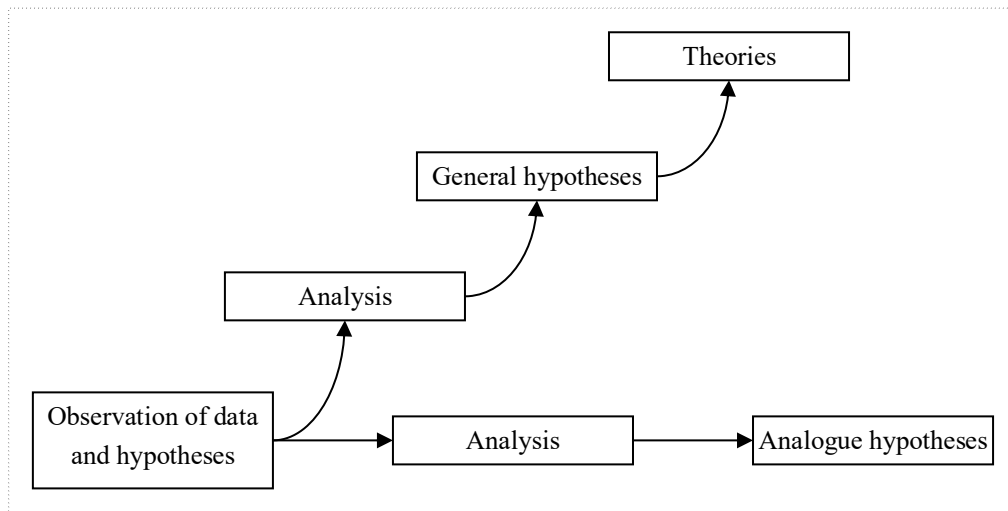 Theories
General hypotheses
Analysis
Observation of data
and hypotheses
Analysis
Analogue hypotheses